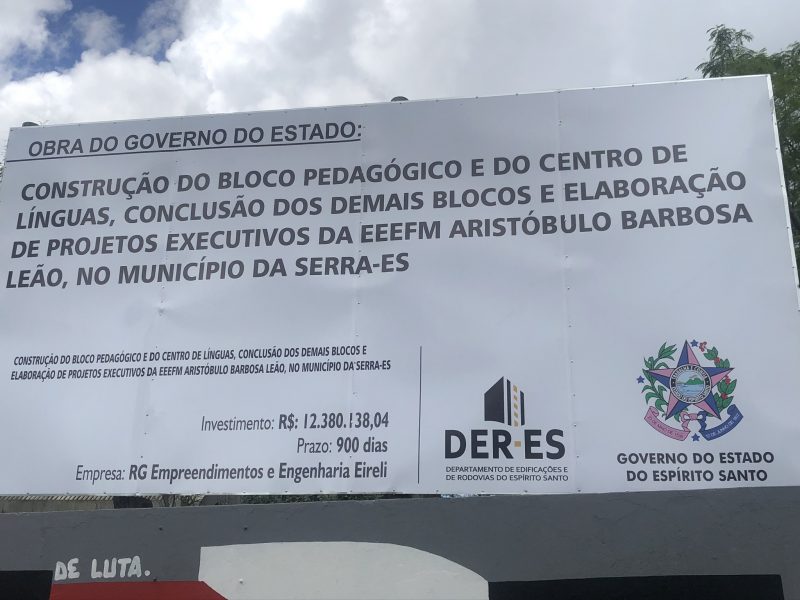 OBRA DO GOVERNO DO ESTADO:
CONSTRUÇÃO DO BLOCO PEDAGÓGICO E DO CENTRO DE
LÍNGUAS, CONCLUSÃO DOS DEMAIS BLOCOS E ELABORAÇÃO
DE PROJETOS EXECUTIVOS DA EEEFM ARISTÓBULO BARBOSA
LEÃO, NO MUNICÍPIO DA SERRA-ES
CONSTRUÇÃO DO BLOCO PEDAGÓGICO E DO CENTRO DE LÍNGUAS, CONCLUSÃO DOS DEMAIS BLOCOS E
ELABORAÇÃO DE PROJETOS EXECUTIVOS DA EEEFM ARISTÓBULO BARBOSA LEÃO, NO MUNICÍPIO DA SERRA-ES
Investimento: R$: 12.380.138,04
Prazo: 900 dias
Empresa: RG Empreendimentos e Engenharia Eireli
DER-ES
DEPARTAMENTO DE EDIFICAÇÕES E
DE RODOVIAS DO ESPÍRITO SANTO
GOVERNO DO ESTADO
DO ESPÍRITO SANTO
DE LUTA.